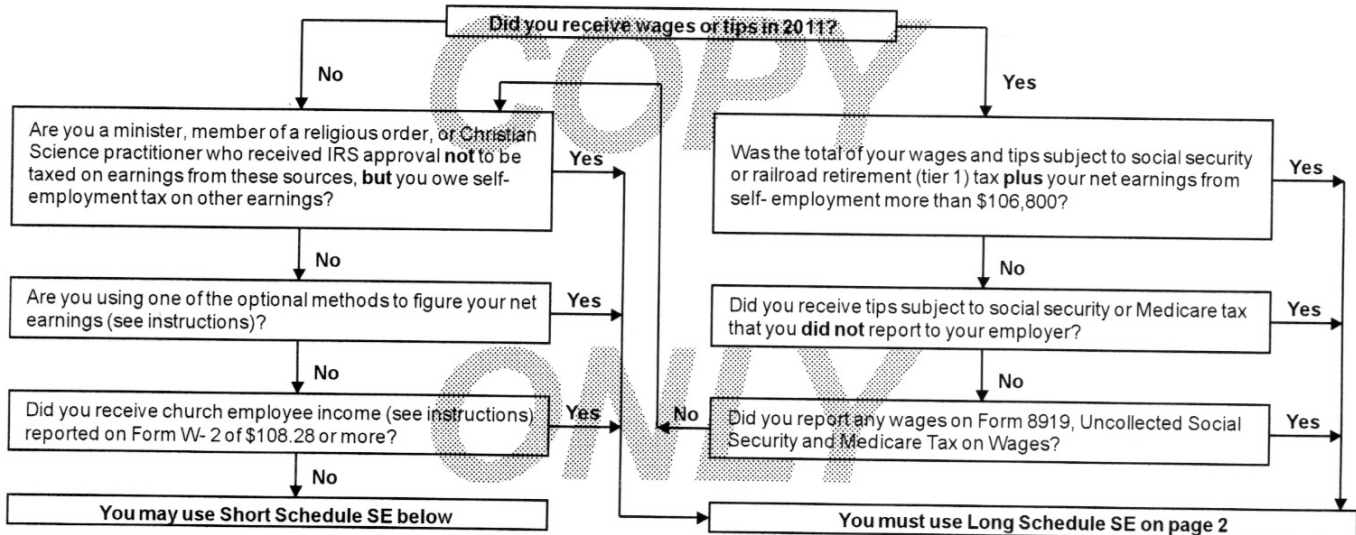 Did you receive wages or tips in 2011?
No
Yes
Are you a minister, member of a religious order, or Christian
Science practitioner who received IRS approval not to be
taxed on earnings from these sources, but you owe self-
employment tax on other earnings?
Yes
Was the total of your wages and tips subject to social security
or railroad retirement (tier 1) tax plus your net earnings from
self- employment more than $106,800?
Yes
No
No
Are you using one of the optional methods to figure your net
earnings (see instructions)?
Yes
Did you receive tips subject to social security or Medicare tax
that you did not report to your employer?
Yes
No
No
Did you receive church employee income (see instructions)
reported on Form W- 2 of $108.28 or more?
Yes
No
Did you report any wages on Form 8919, Uncollected Social
Security and Medicare Tax on Wages?
Yes
No
You may use Short Schedule SE below
You must use Long Schedule SE on page 2
COPY
ONLY